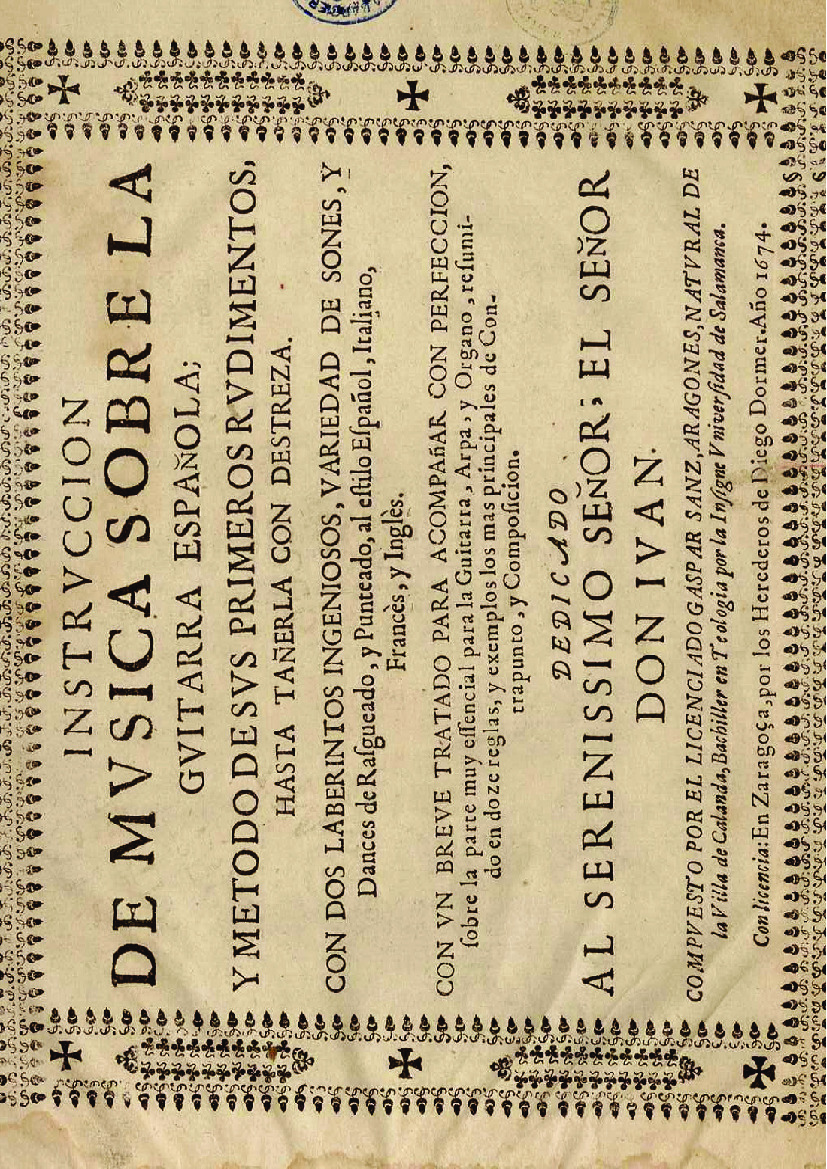 INSTRVCCION
DE MVSICA SOBRE LA
GVITARRA ESPAÑOLA;
Y METODO DE SVS PRIMEROS RVDIMENTOS,
HASTA TAÑERLA CON DESTREZA.
CON DOS LABERINTOS INGENIOSOS, VARIEDAD DE SONES, Y
Dances de Raſgueado, y Punteado, al eſtilo Eſpañol, Italiano,
Francès, y Inglès.
CON VN BREVE TRATADO PARA ACOMPAÑAR CON PERFECCION,
ſobre la parte muy eſſencial para la Guitarra, Arpa, y Organo, reſumi-
do en doze reglas, y exemplos los mas principales de Con-
trapunto, y Compoſicion.
DEDICADO
AL SERENISSIMO SEÑOR; EL SEÑOR
DON IVAN.
COMPVESTO POR EL LICENCIADO GASPAR SANZ, ARAGONES, NATVRAL DE
la Villa de Calanda, Bachiller en Teologia por la Inſigne Vniverſidad de Salamanca.
Con licencia: En Zaragoça, por los Herederos de Diego Dormer. Año 1674.